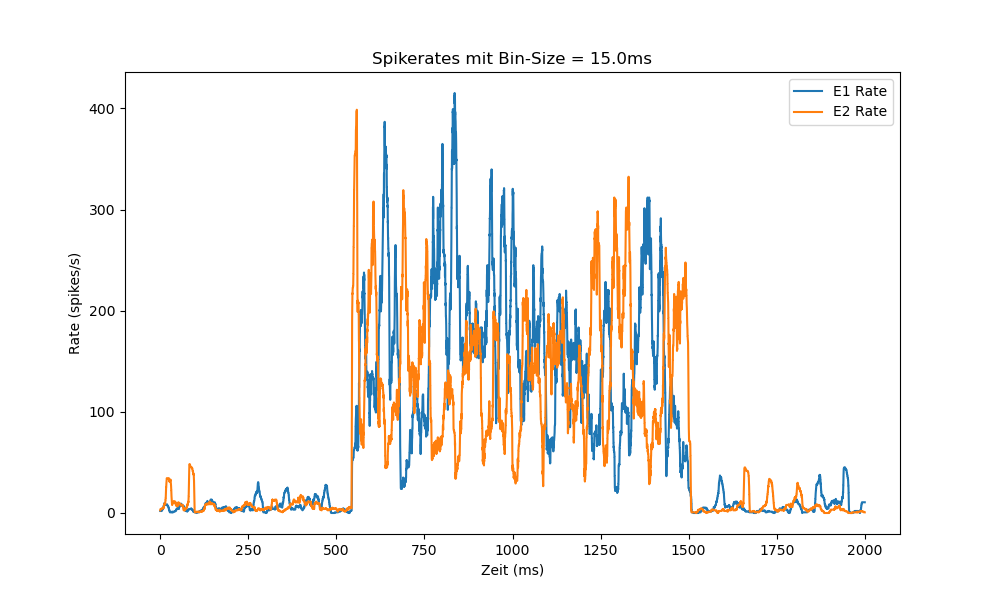 Spikerates mit Bin-Size = 15.0ms
E1 Rate
E2 Rate
400
300
200
100
0
Rate (spikes/s)
0 250 500 750 1000 1250 1500 1750 2000
Zeit (ms)